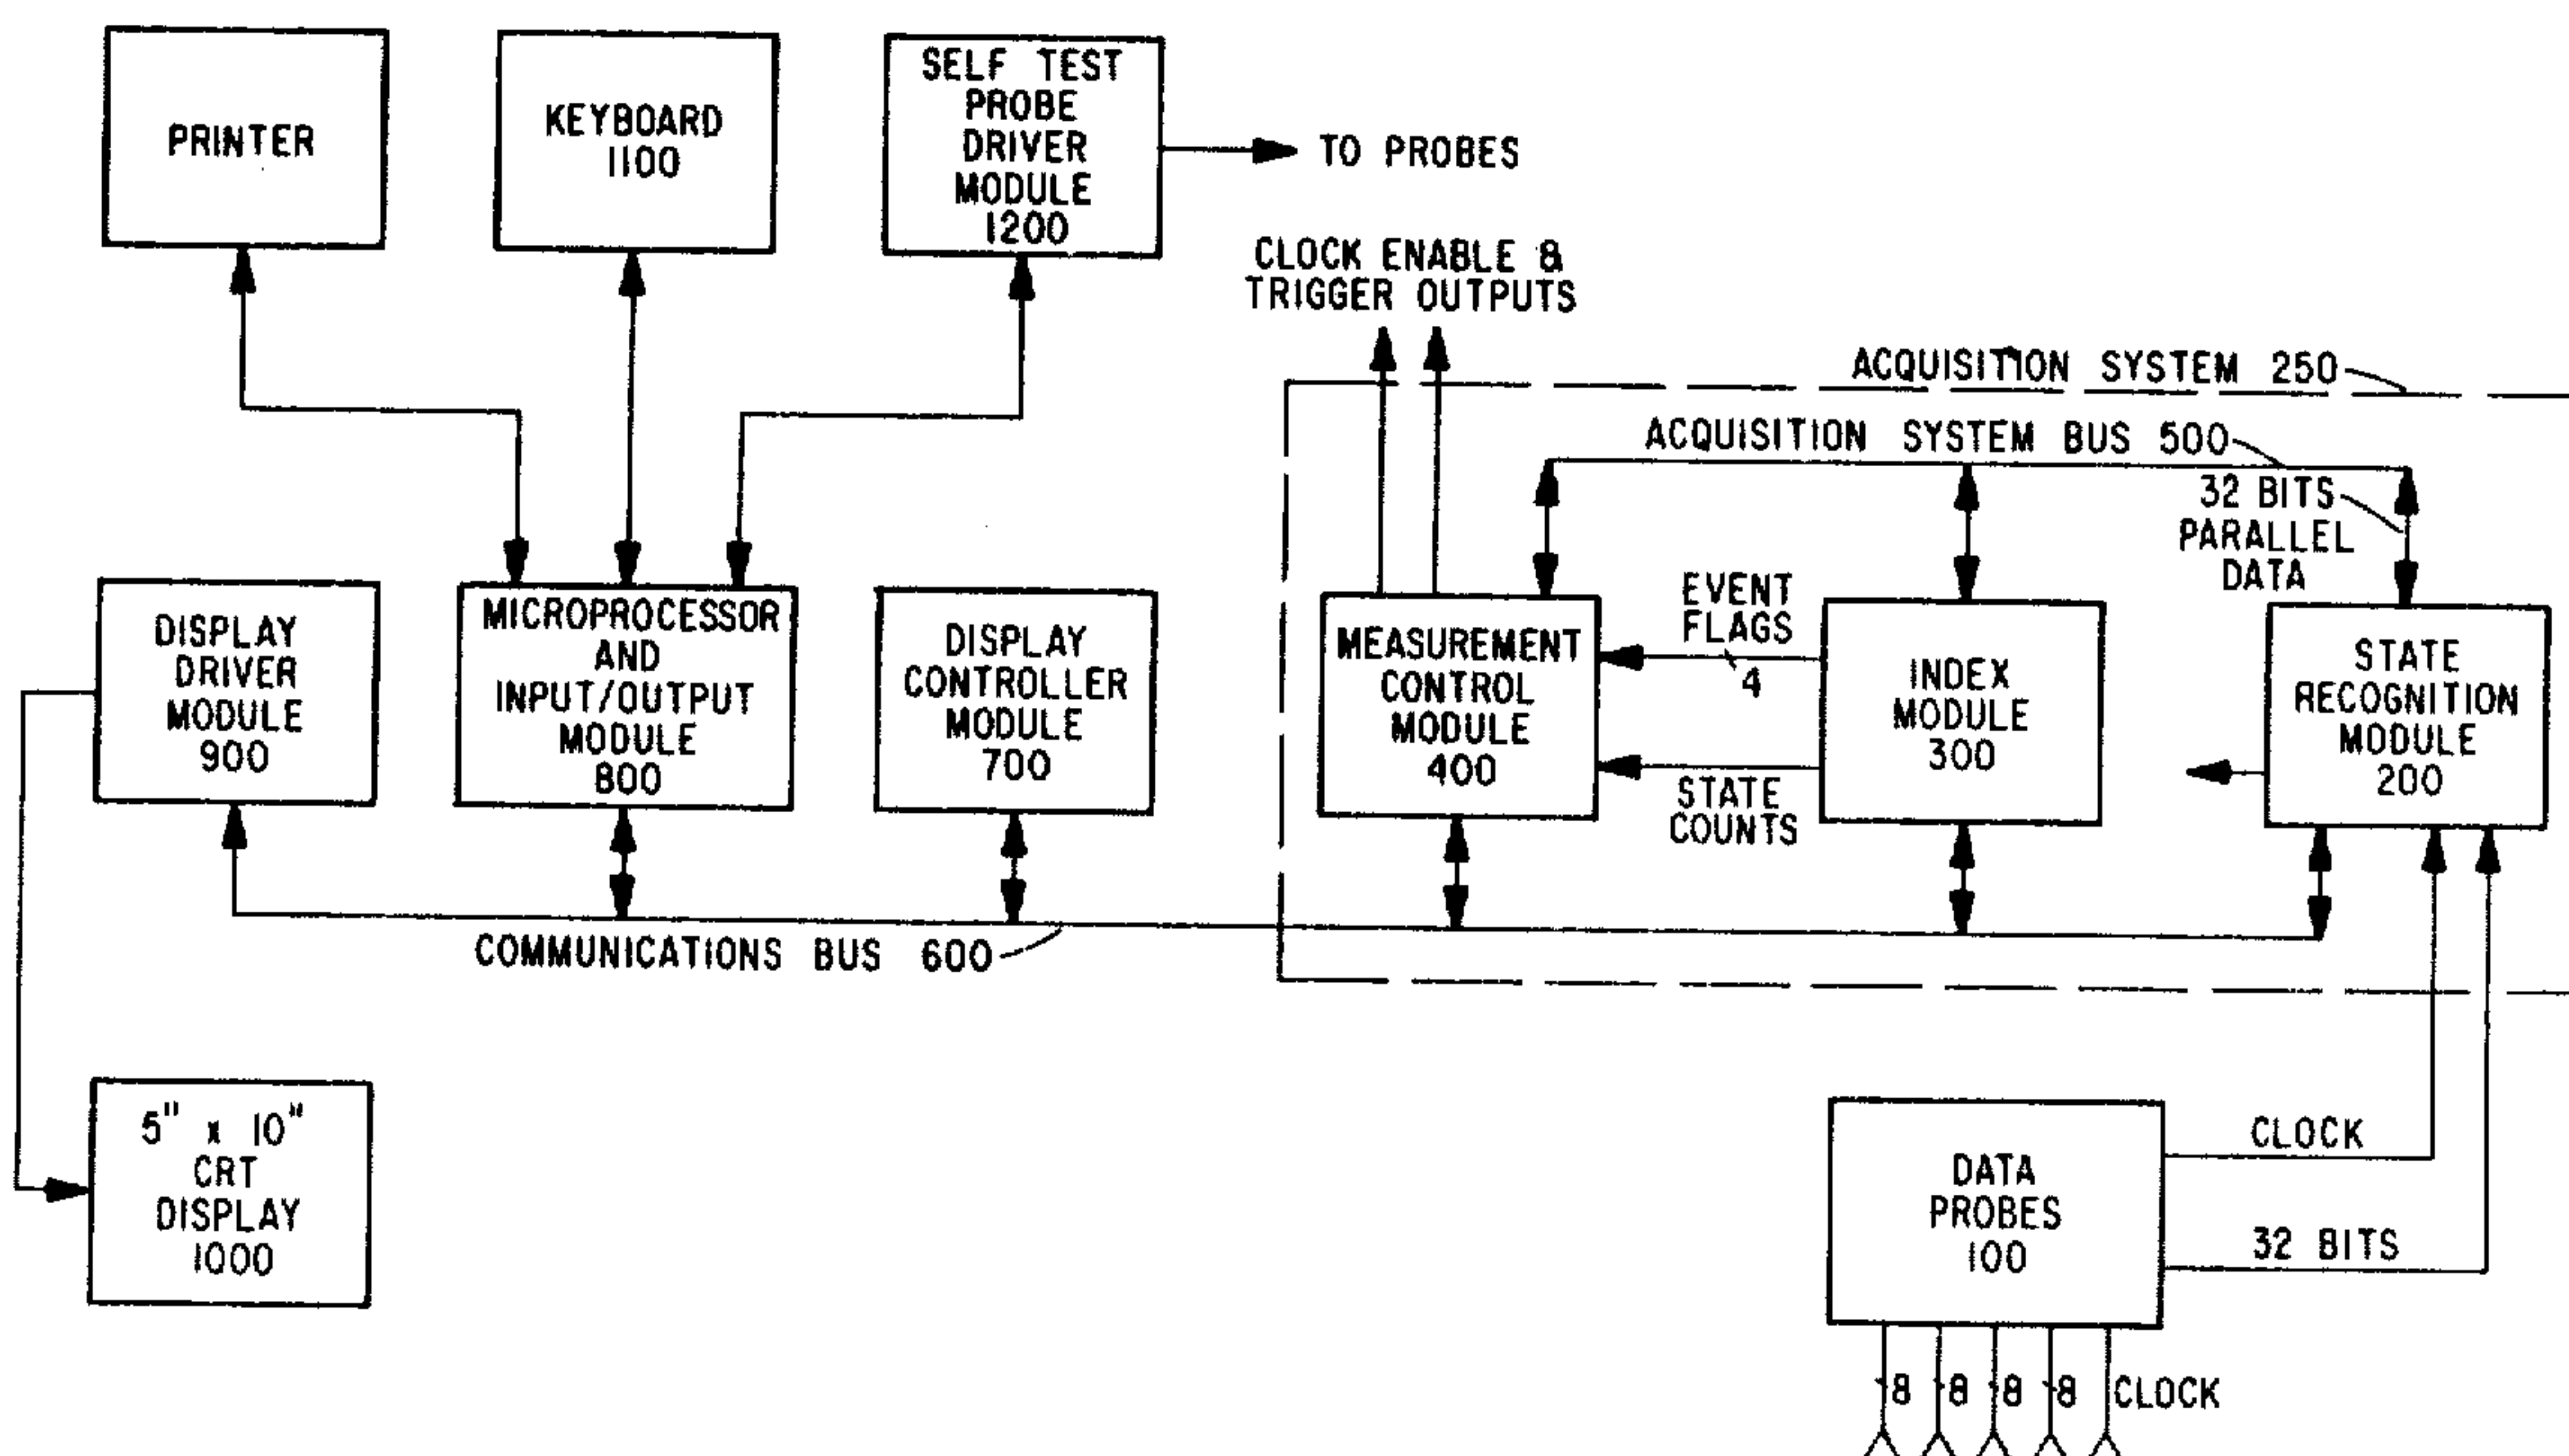 PRINTER
KEYBOARD
1100
SELF TEST
PROBE
DRIVER
MODULE
1200
TO PROBES
CLOCK ENABLE &
TRIGGER OUTPUTS
ACQUISITION SYSTEM 250
ACQUISITION SYSTEM BUS 500
32 BITS
PARALLEL
DATA
DISPLAY
DRIVER
MODULE
900
MICROPROCESSOR
AND
INPUT/OUTPUT
MODULE
800
DISPLAY
CONTROLLER
MODULE
700
MEASUREMENT
CONTROL
MODULE
400
EVENT
FLAGS
4
STATE
COUNTS
INDEX
MODULE
300
STATE
RECOGNITION
MODULE
200
COMMUNICATIONS BUS 600
5" x 10"
CRT
DISPLAY
1000
DATA
PROBES
100
CLOCK
32 BITS
8 8 8 8 CLOCK